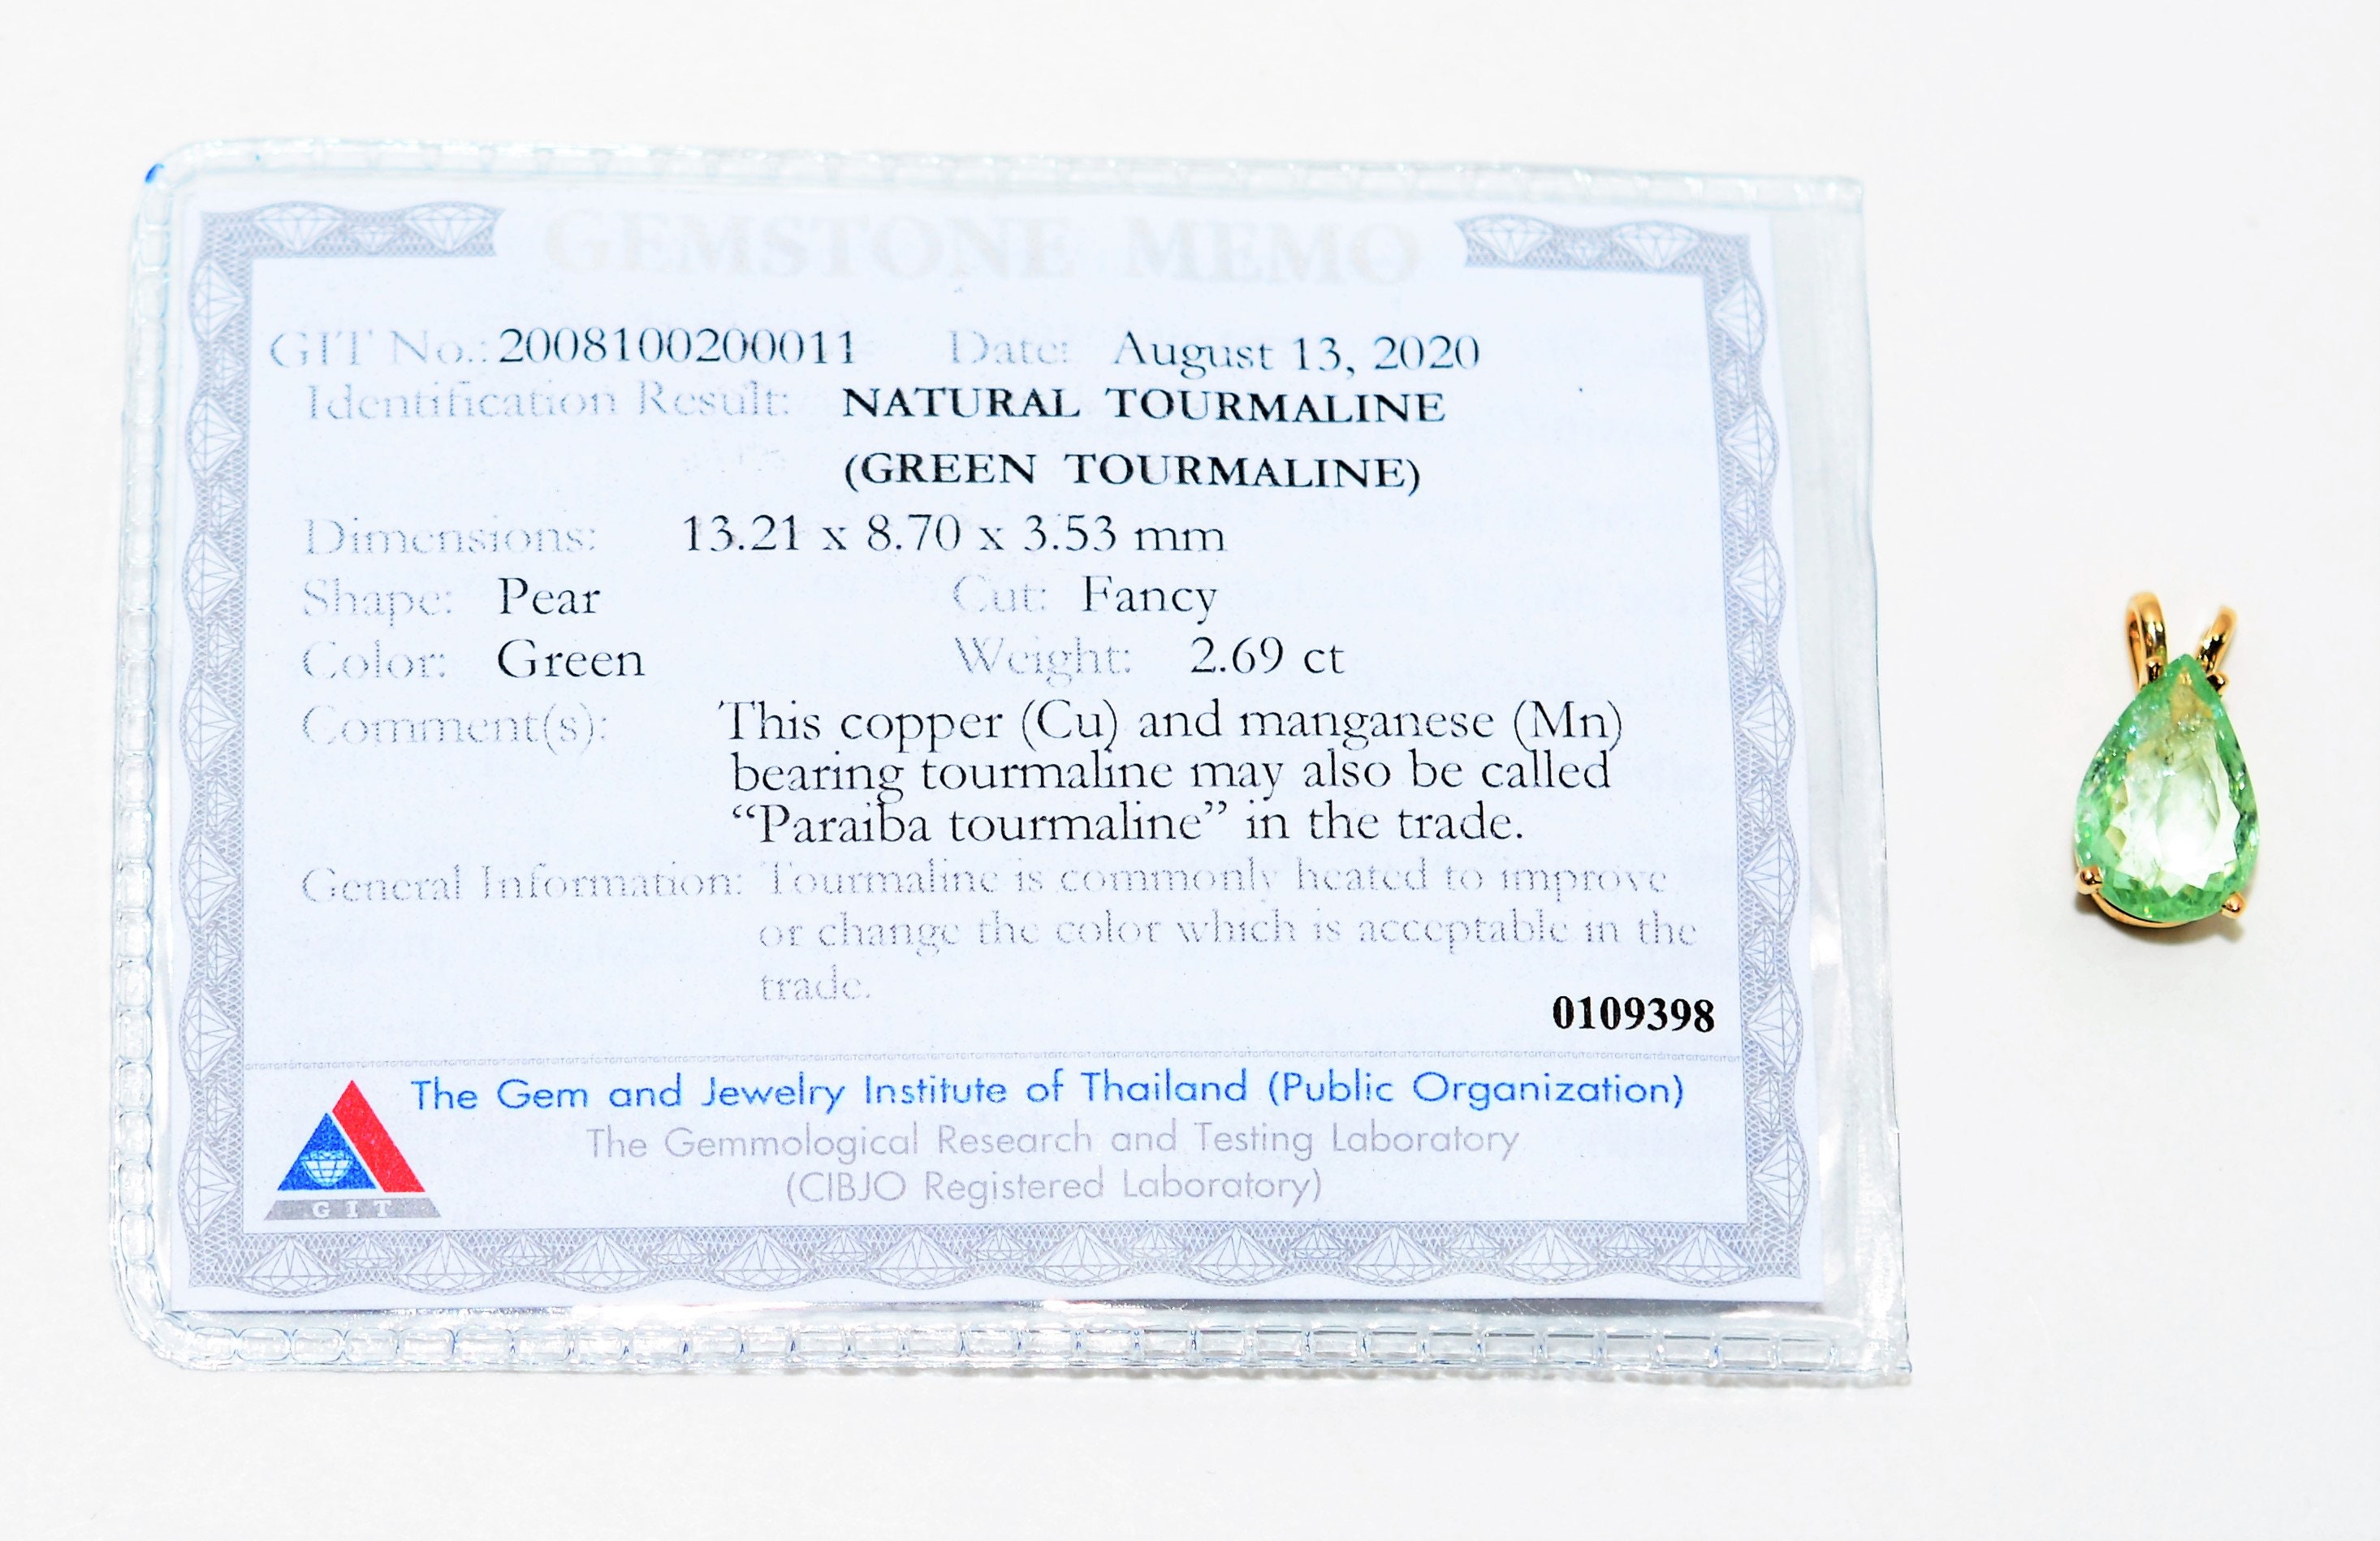 GEMSTONE MEMO
GIT No.: 2008100200011 Date: August 13, 2020
Identification Result: NATURAL TOURMALINE
(GREEN TOURMALINE)
Dimensions: 13.21 x 8.70 x 3.53 mm
Shape: Pear Cut: Fancy
Color: Green Weight: 2.69 ct
Comment(s): This copper (Cu) and manganese (Mn)
bearing tourmaline may also be called
“Paraiba tourmaline” in the trade.
General Information: Tourmaline is commonly heated to improve
or change the color which is acceptable in the
trade.
0109398
The Gem and Jewelry Institute of Thailand (Public Organization)
The Gemmological Research and Testing Laboratory
(CIBJO Registered Laboratory)
GIT